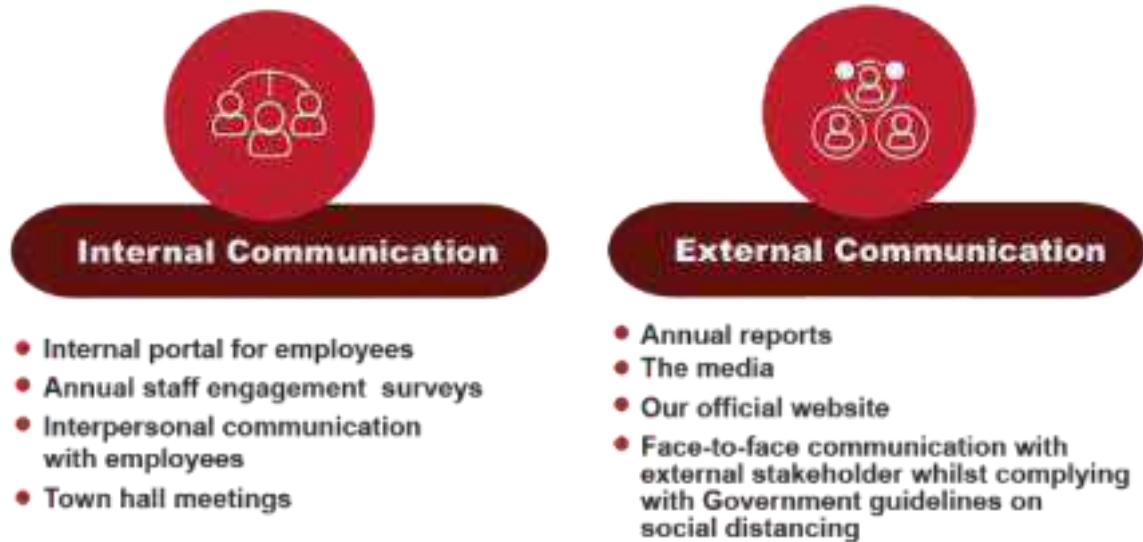 Internal Communication
Internal portal for employees
Annual staff engagement surveys
Interpersonal communication
with employees
Town hall meetings
External Communication
Annual reports
The media
Our official website
Face-to-face communication with
external stakeholder whilst complying
with Government guidelines on
social distancing